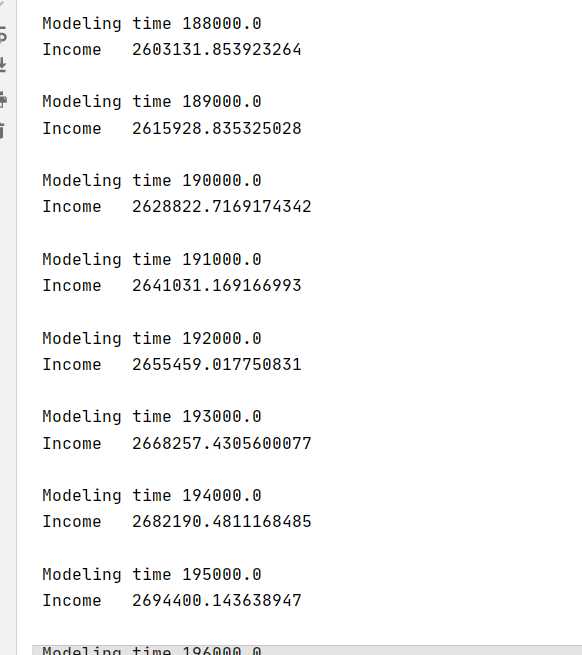 Modeling time 188000.0
Income   2603131.853923264
Modeling time 189000.0
Income   2615928.835325028
Modeling time 190000.0
Income   2628822.7169174342
Modeling time 191000.0
Income   2641031.169166993
Modeling time 192000.0
Income   2655459.017750831
Modeling time 193000.0
Income   2668257.4305600077
Modeling time 194000.0
Income   2682190.4811168485
Modeling time 195000.0
Income   2694400.143638947
Modeling time 196000.0